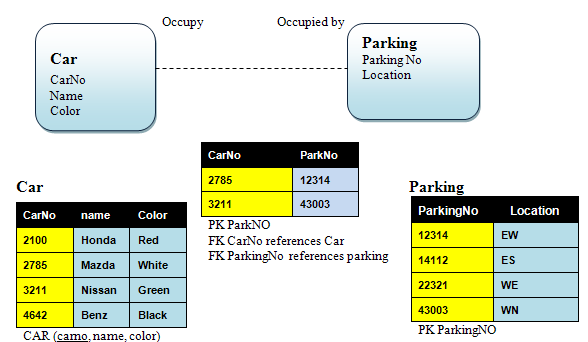 Occupy Occupied by
Car
CarNo
Name
Color
Parking
Parking No
Location
CarNo ParkNo
2785 12314
3211 43003
PK ParkNO
FK CarNo references Car
FK ParkingNo references parking
Car
CarNo name Color
2100 Honda Red
2785 Mazda White
3211 Nissan Green
4642 Benz Black
CAR (carno, name, color)
Parking
ParkingNo Location
12314 EW
14112 ES
22321 WE
43003 WN
PK ParkingNO